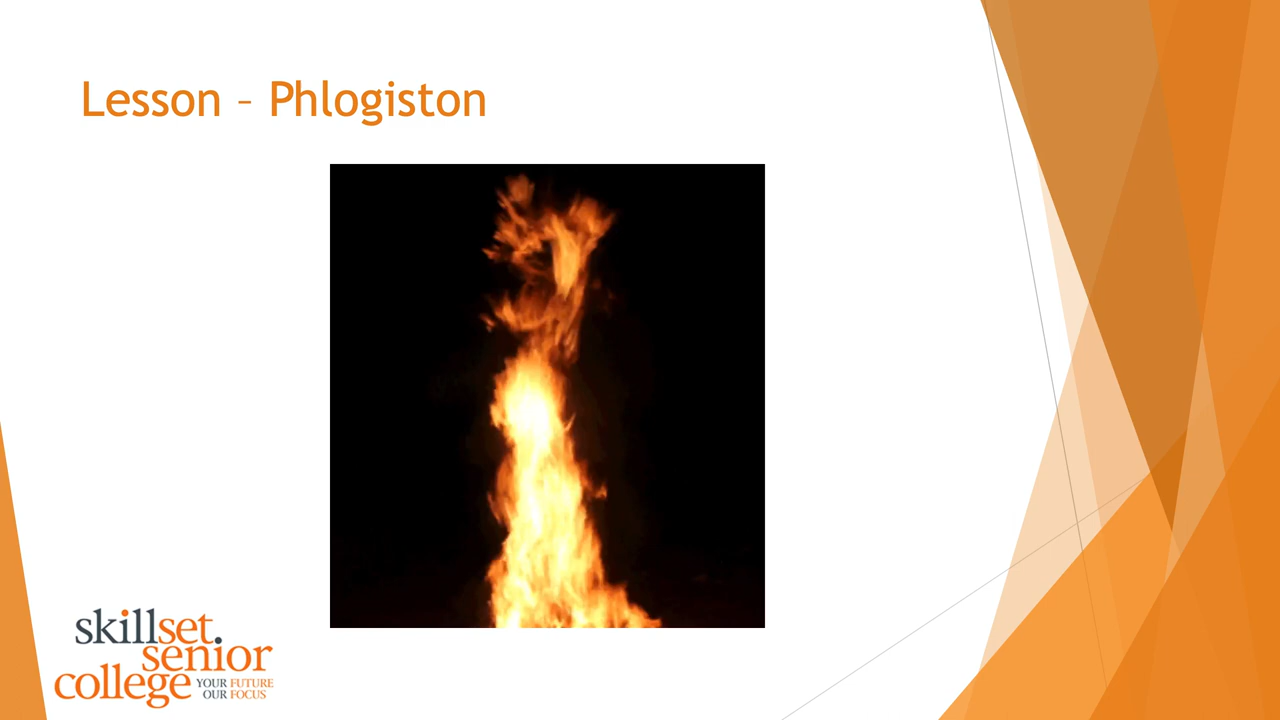 Lesson – Phlogiston
skillset.
senior
college YOUR FUTURE
OUR FOCUS